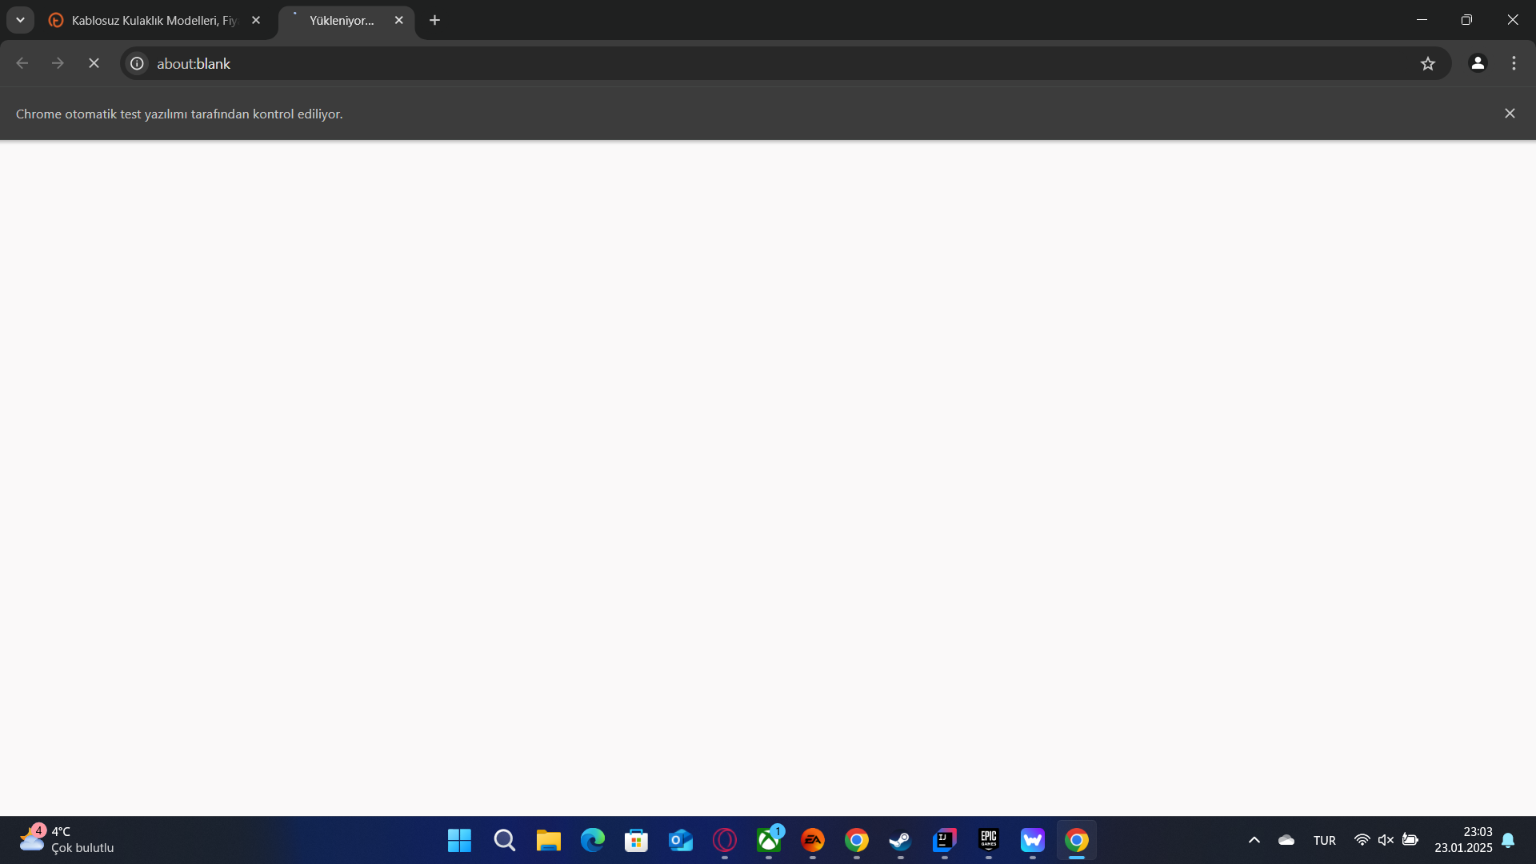 Kablosuz Kulaklık Modelleri, Fiy
Yükleniyor...
about:blank
Chrome otomatik test yazılımı tarafından kontrol ediliyor.
4
4°C
Çok bulutlu
1
EA
IJ
EPIC
GAMES
TUR
23:03
23.01.2025